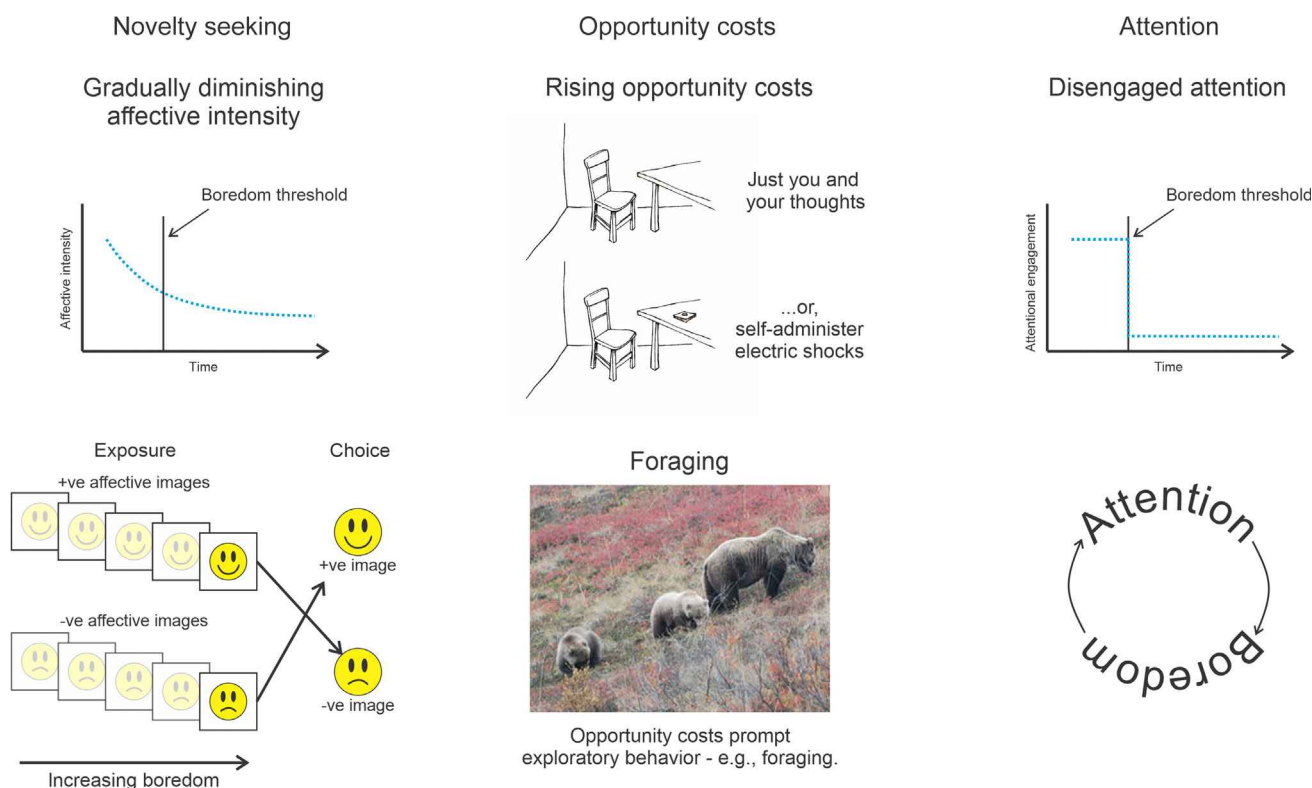 Novelty seeking
Gradually diminishing
affective intensity
Boredom threshold
Affective intensity
Time
Exposure
Choice
+ve affective images
+ve image
-ve affective images
-ve image
Increasing boredom
Opportunity costs
Rising opportunity costs
Just you and
your thoughts
...or,
self-administer
electric shocks
Foraging
Opportunity costs prompt
exploratory behavior - e.g., foraging.
Attention
Disengaged attention
Boredom threshold
Attentional engagement
Time
Attention
Boredom